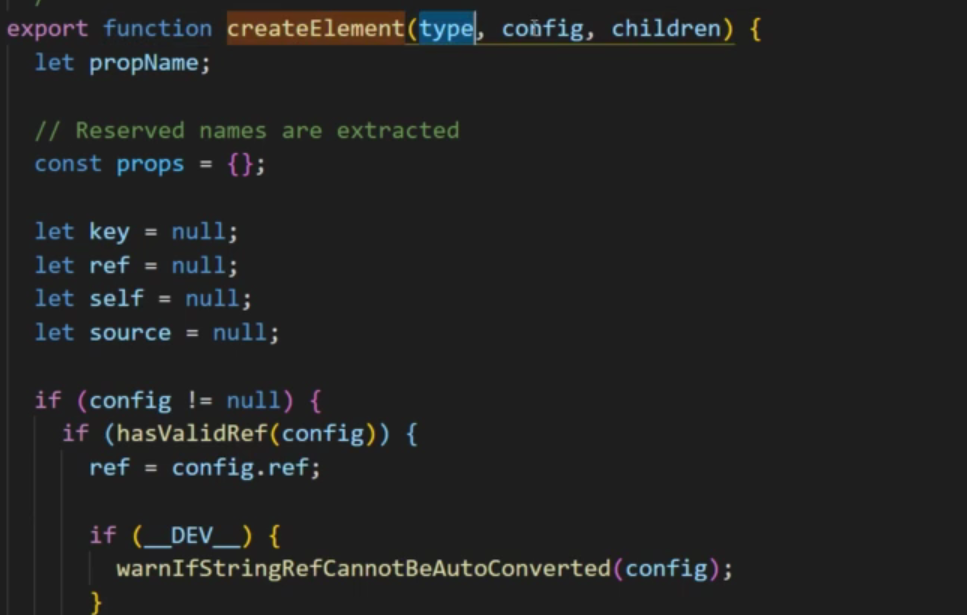 export function createElement(type, config, children) {
let propName;
// Reserved names are extracted
const props = {};
let key = null;
let ref = null;
let self = null;
let source = null;
if (config != null) {
if (hasValidRef(config)) {
ref = config.ref;
if (__DEV__) {
warnIfStringRefCannotBeAutoConverted(config);
}